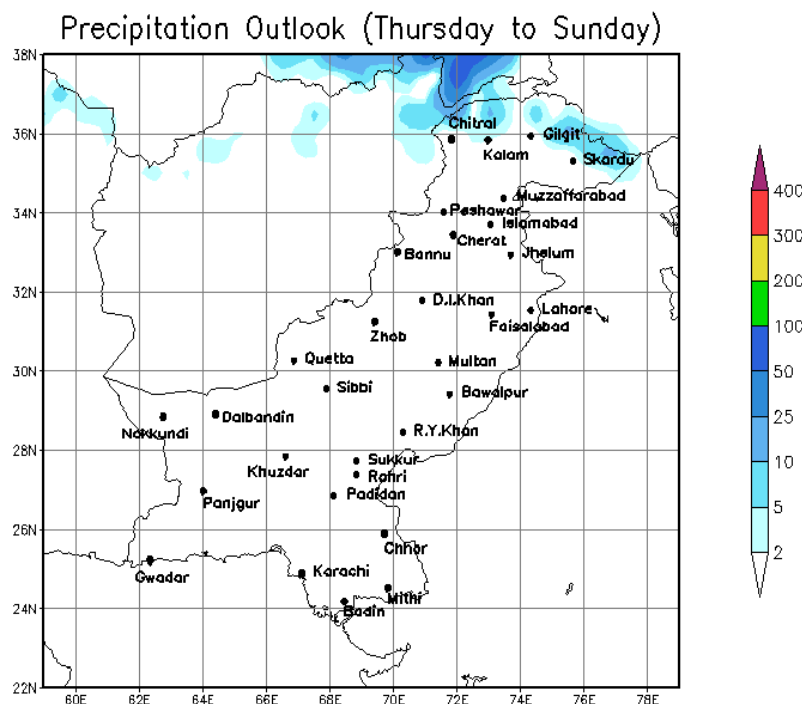 Precipitation Outlook (Thursday to Sunday)
38N
36N
34N
32N
30N
28N
26N
24N
22N
Chitral
Kalam
Gilgit
Skardu
Muzzaffarabad
Peshawar
Islamabad
Cherat
Bannu
Jhelum
D.I.Khan
Lahore
Faisalabad
Zhob
Quetta
Multan
Sibbi
Bawalpur
Dalbandin
Nokkundi
R.Y.Khan
Khuzdar
Sukkur
Rohri
Panjgur
Padidan
Chhor
Gwadar
Karachi
Mithi
Badin
60E 62E 64E 66E 68E 70E 72E 74E 76E 78E
400
300
200
100
50
25
10
5
2